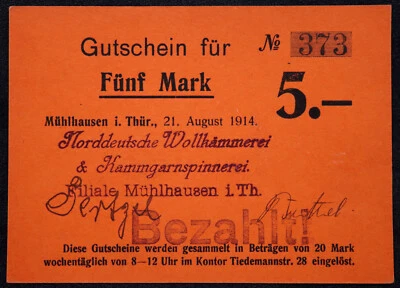 Gutschein für № 373
Fünf Mark 5.—
Mühlhausen i. Thür., 21. August 1914.
Norddeutsche Wollkämmerei
& Kammgarnspinnerei.
Filiale Mühlhausen i. Th.
Bezahlt!
Diese Gutscheine werden gesammelt in Beträgen von 20 Mark
wochentäglich von 8—12 Uhr im Kontor Tiedemannstr. 28 eingelöst.